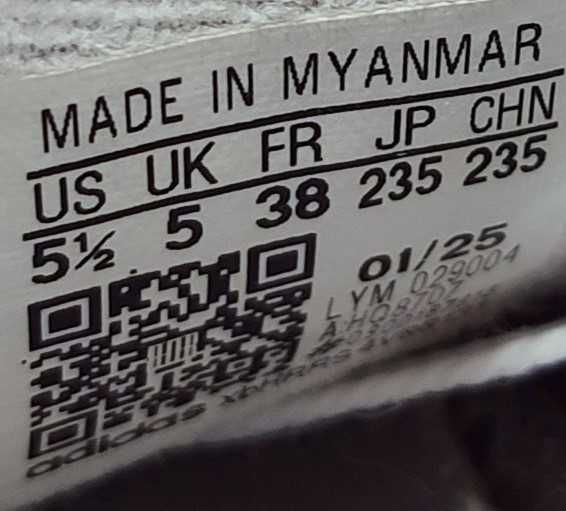 MADE IN MYANMAR
US UK FR JP CHN
5½ 5 38 235 235
01/25
LYM 029004
adidas